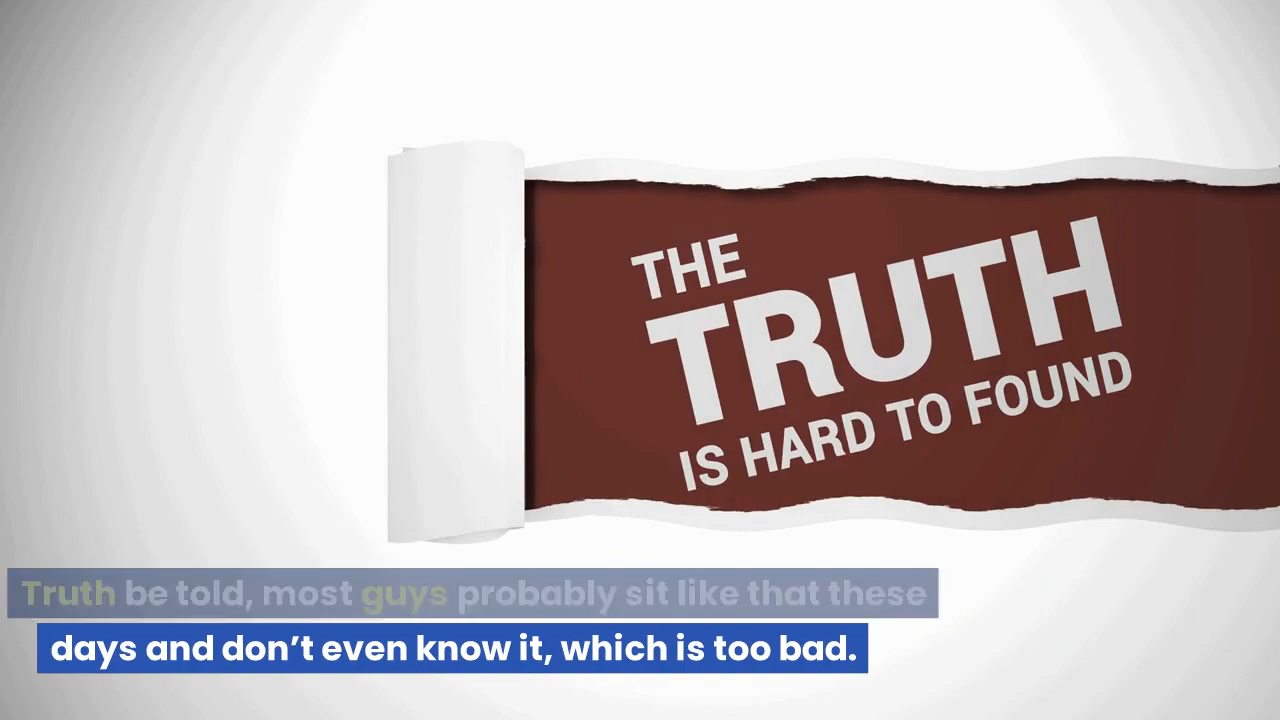 THE
TRUTH
IS HARD TO FOUND
Truth be told, most guys probably sit like that these
days and don’t even know it, which is too bad.